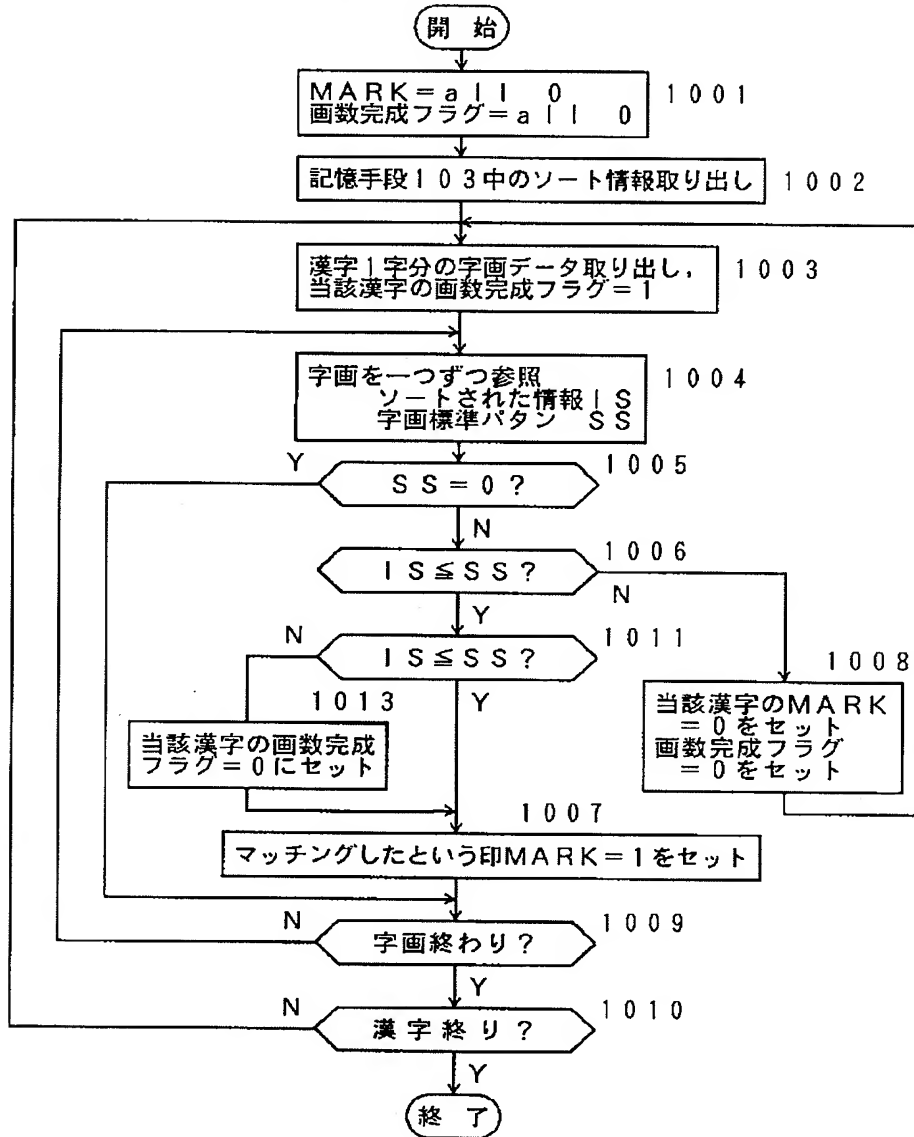 開 始
MARK=all 0
画数完成フラグ=all 0
1001
記憶手段103中のソート情報取り出し
1002
漢字1字分の字画データ取り出し,
当該漢字の画数完成フラグ=1
1003
字画を一つずつ参照
ソートされた情報IS
字画標準パタン SS
1004
Y
SS=0?
1005
N
IS≦SS?
1006
N
Y
N
IS≦SS?
1011
Y
1013
当該漢字の画数完成
フラグ=0にセット
1008
当該漢字のMARK
=0をセット
画数完成フラグ
=0をセット
1007
マッチングしたという印MARK=1をセット
N
字画終わり?
1009
Y
N
漢字終り?
1010
Y
終 了